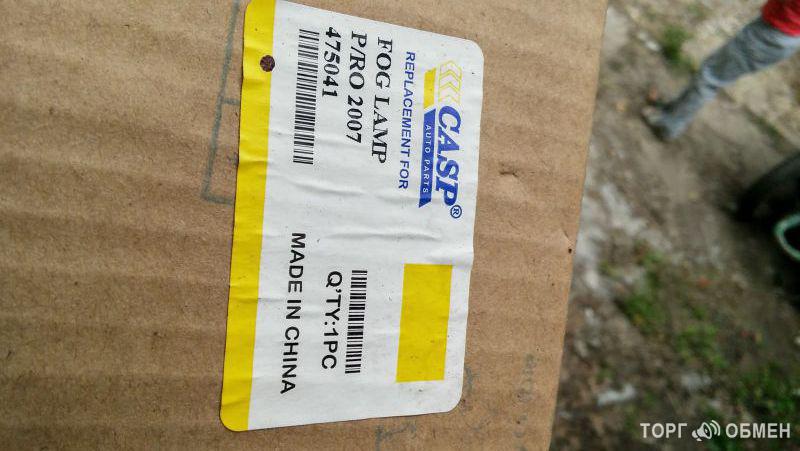 CASP®
AUTO PARTS
REPLACEMENT FOR
FOG LAMP
P/RO 2007
475041
Q'TY:1PC
MADE IN CHINA
ТОРГ ОБМЕН